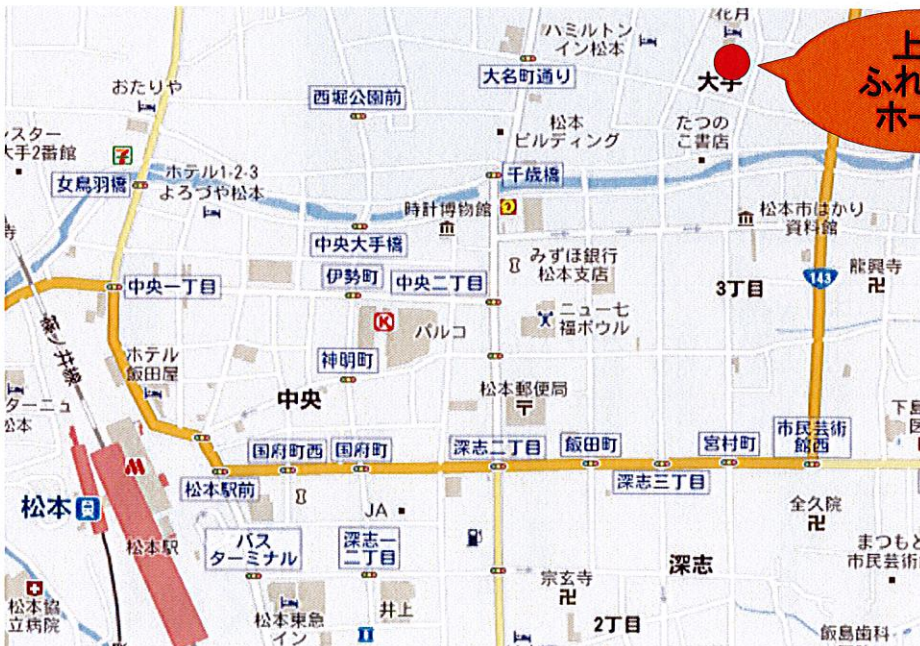 花月
ハミルトン
イン松本
上
ふれ
ホー
大手
大名町通り
おたりや
西堀公園前
松本
ビルディング
たつの
こ書店
ンスター
大手2番館
女鳥羽橋
ホテル1-2-3
よろづや松本
千歳橋
時計博物館
松本市はかり
資料館
寺
中央大手橋
みずほ銀行
松本支店
龍興寺
中央一丁目
伊勢町
中央二丁目
3丁目
143
K
パルコ
ニュー七
福ボウル
篠ノ井線
ホテル
飯田屋
神明町
中央
松本郵便局
ターニュ
松本
下島
医
国府町西
国府町
深志二丁目
飯田町
宮村町
市民芸術
館西
松本駅前
深志三丁目
松本
松本駅
JA
全久院
バス
ターミナル
深志一
二丁目
深志
まつもと
市民芸術
宗玄寺
松本協
立病院
松本東急
イン
井上
2丁目
飯島歯科